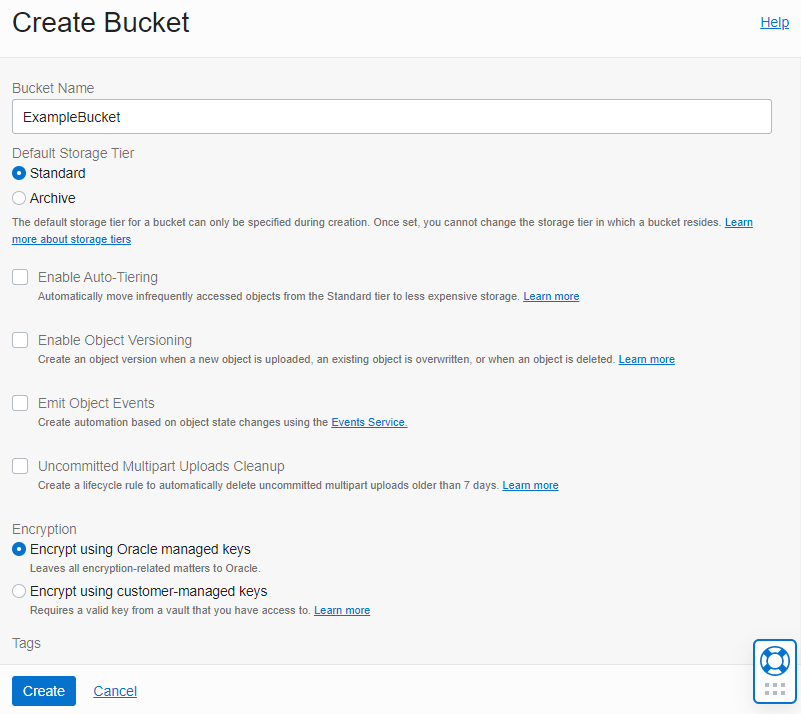 Create Bucket
Help
Bucket Name
ExampleBucket
Default Storage Tier
Standard
Archive
The default storage tier for a bucket can only be specified during creation. Once set, you cannot change the storage tier in which a bucket resides. Learn
more about storage tiers
Enable Auto-Tiering
Automatically move infrequently accessed objects from the Standard tier to less expensive storage. Learn more
Enable Object Versioning
Create an object version when a new object is uploaded, an existing object is overwritten, or when an object is deleted. Learn more
Emit Object Events
Create automation based on object state changes using the Events Service.
Uncommitted Multipart Uploads Cleanup
Create a lifecycle rule to automatically delete uncommitted multipart uploads older than 7 days. Learn more
Encryption
Encrypt using Oracle managed keys
Leaves all encryption-related matters to Oracle.
Encrypt using customer-managed keys
Requires a valid key from a vault that you have access to. Learn more
Tags
Create
Cancel